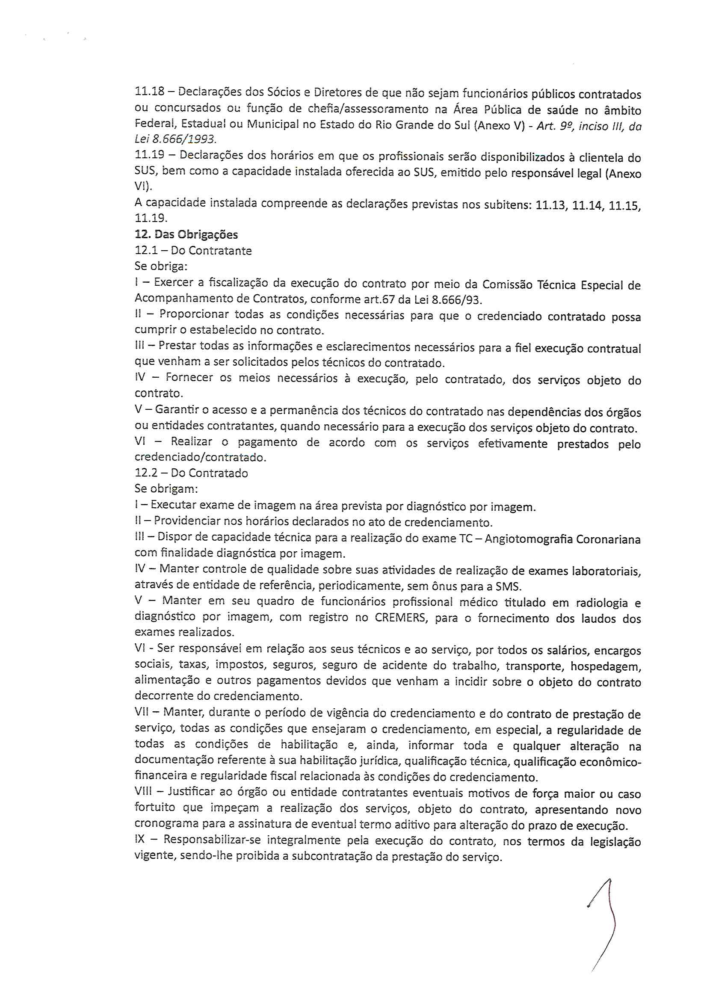 11.18 – Declarações dos Sócios e Diretores de que não sejam funcionários públicos contratados
ou concursados ou função de chefia/assessoramento na Área Pública de saúde no âmbito
Federal, Estadual ou Municipal no Estado do Rio Grande do Sul (Anexo V) - Art. 9º, inciso III, da
Lei 8.666/1993.
11.19 – Declarações dos horários em que os profissionais serão disponibilizados à clientela do
SUS, bem como a capacidade instalada oferecida ao SUS, emitido pelo responsável legal (Anexo
VI).
A capacidade instalada compreende as declarações previstas nos subitens: 11.13, 11.14, 11.15,
11.19.
12. Das Obrigações
12.1 – Do Contratante
Se obriga:
I – Exercer a fiscalização da execução do contrato por meio da Comissão Técnica Especial de
Acompanhamento de Contratos, conforme art.67 da Lei 8.666/93.
II – Proporcionar todas as condições necessárias para que o credenciado contratado possa
cumprir o estabelecido no contrato.
III – Prestar todas as informações e esclarecimentos necessários para a fiel execução contratual
que venham a ser solicitados pelos técnicos do contratado.
IV – Fornecer os meios necessários à execução, pelo contratado, dos serviços objeto do
contrato.
V – Garantir o acesso e a permanência dos técnicos do contratado nas dependências dos órgãos
ou entidades contratantes, quando necessário para a execução dos serviços objeto do contrato.
VI – Realizar o pagamento de acordo com os serviços efetivamente prestados pelo
credenciado/contratado.
12.2 – Do Contratado
Se obrigam:
I – Executar exame de imagem na área prevista por diagnóstico por imagem.
II – Providenciar nos horários declarados no ato de credenciamento.
III – Dispor de capacidade técnica para a realização do exame TC – Angiotomografia Coronariana
com finalidade diagnóstica por imagem.
IV – Manter controle de qualidade sobre suas atividades de realização de exames laboratoriais,
através de entidade de referência, periodicamente, sem ônus para a SMS.
V – Manter em seu quadro de funcionários profissional médico titulado em radiologia e
diagnóstico por imagem, com registro no CREMERS, para o fornecimento dos laudos dos
exames realizados.
VI - Ser responsável em relação aos seus técnicos e ao serviço, por todos os salários, encargos
sociais, taxas, impostos, seguros, seguro de acidente do trabalho, transporte, hospedagem,
alimentação e outros pagamentos devidos que venham a incidir sobre o objeto do contrato
decorrente do credenciamento.
VII – Manter, durante o período de vigência do credenciamento e do contrato de prestação de
serviço, todas as condições que ensejaram o credenciamento, em especial, a regularidade de
todas as condições de habilitação e, ainda, informar toda e qualquer alteração na
documentação referente à sua habilitação jurídica, qualificação técnica, qualificação econômico-
financeira e regularidade fiscal relacionada às condições do credenciamento.
VIII – Justificar ao órgão ou entidade contratantes eventuais motivos de força maior ou caso
fortuito que impeçam a realização dos serviços, objeto do contrato, apresentando novo
cronograma para a assinatura de eventual termo aditivo para alteração do prazo de execução.
IX – Responsabilizar-se integralmente pela execução do contrato, nos termos da legislação
vigente, sendo-lhe proibida a subcontratação da prestação do serviço.